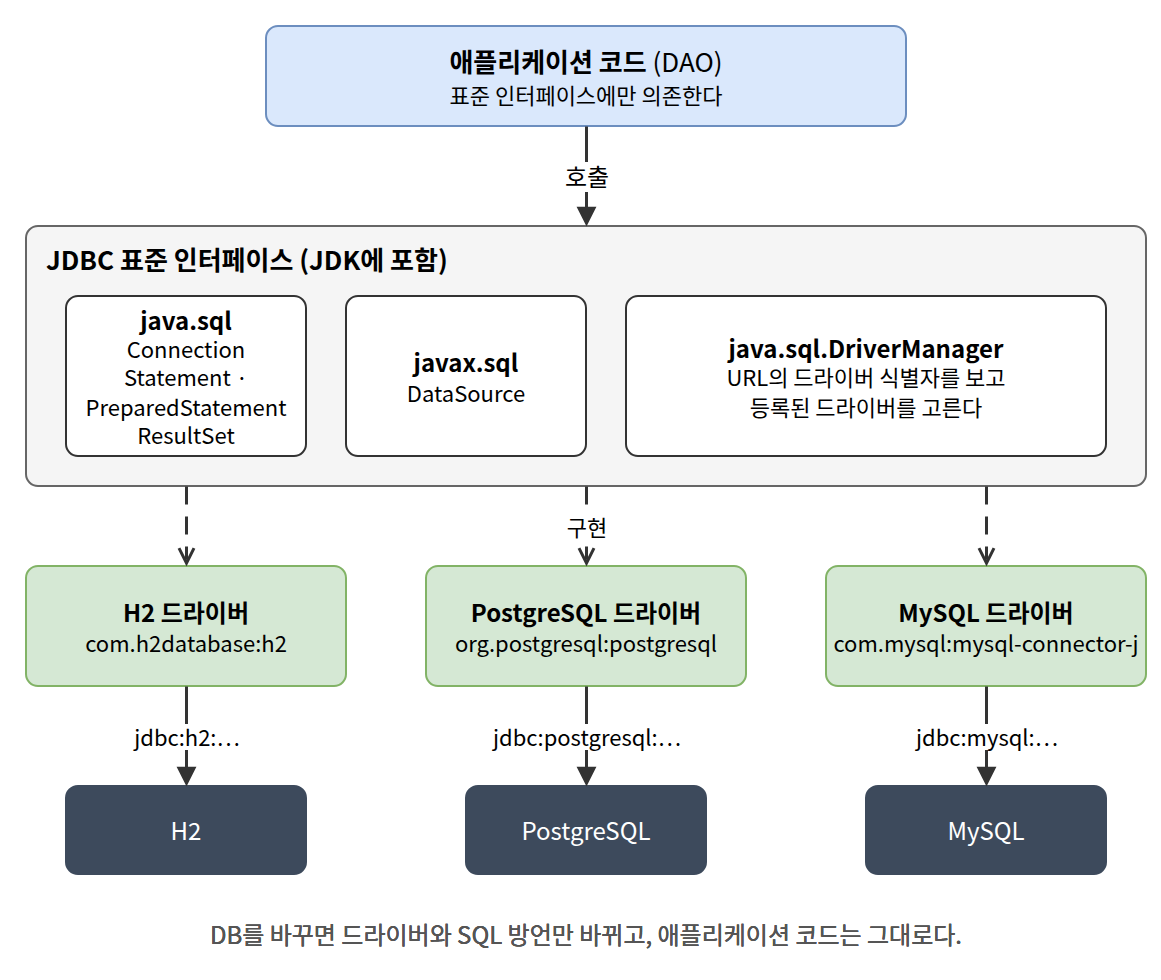 애플리케이션 코드 (DAO)
표준 인터페이스에만 의존한다
호출
JDBC 표준 인터페이스 (JDK에 포함)
java.sql
Connection
Statement ·
PreparedStatement
ResultSet
javax.sql
DataSource
java.sql.DriverManager
URL의 드라이버 식별자를 보고
등록된 드라이버를 고른다
구현
H2 드라이버
com.h2database:h2
PostgreSQL 드라이버
org.postgresql:postgresql
MySQL 드라이버
com.mysql:mysql-connector-j
jdbc:h2:...
jdbc:postgresql:...
jdbc:mysql:...
H2
PostgreSQL
MySQL
DB를 바꾸면 드라이버와 SQL 방언만 바뀌고, 애플리케이션 코드는 그대로다.